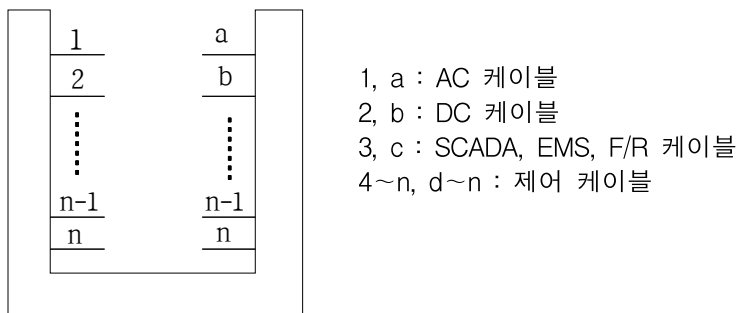 1 a
2 b
n-1 n-1
n n
1, a : AC 케이블
2, b : DC 케이블
3, c : SCADA, EMS, F/R 케이블
4~n, d~n : 제어 케이블